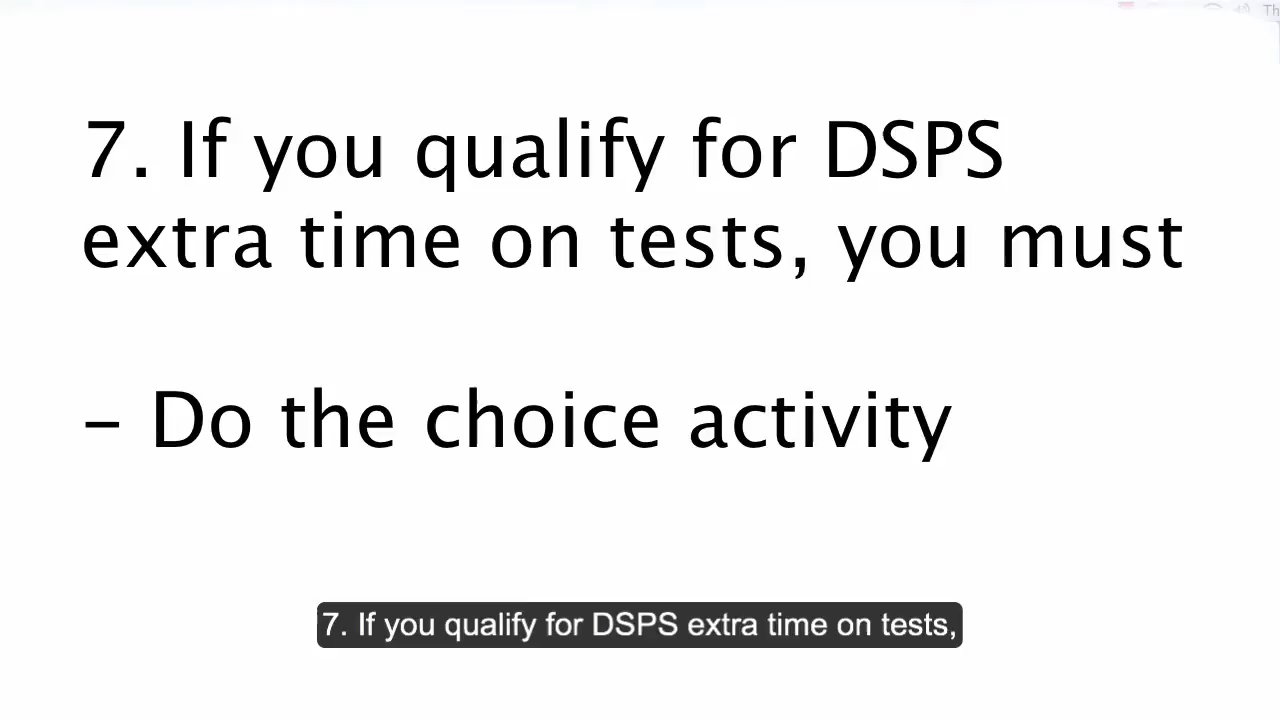 7. If you qualify for DSPS
extra time on tests, you must
– Do the choice activity
7. If you qualify for DSPS extra time on tests,